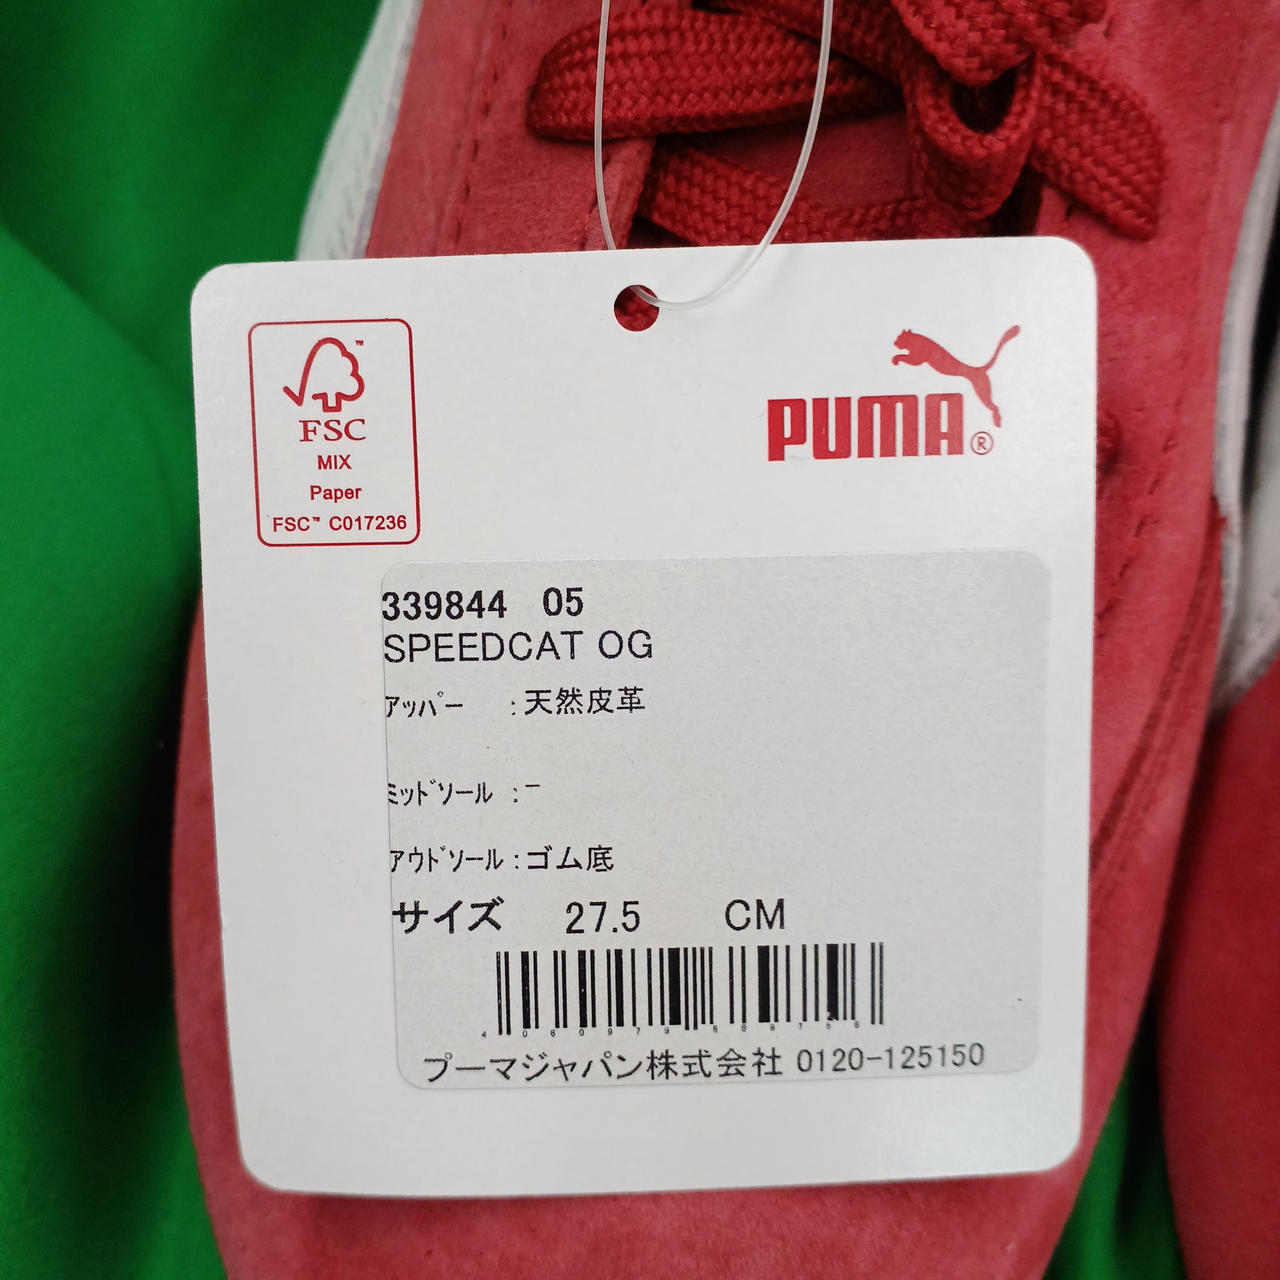 FSC
MIX
Paper
FSC™ C017236
PUMA®
339844 05
SPEEDCAT OG
ｱｯﾊﾟｰ :天然皮革
ﾐｯﾄﾞｿｰﾙ :-
ｱｳﾄﾞｿｰﾙ :ゴム底
サイズ 27.5 CM
プーマジャパン株式会社 0120-125150